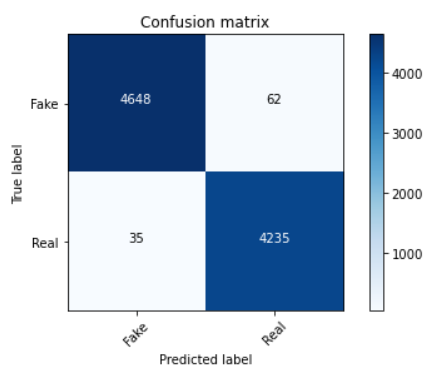 Confusion matrix
True label
Fake
4648
62
Real
35
4235
Fake
Real
Predicted label
4000
3000
2000
1000